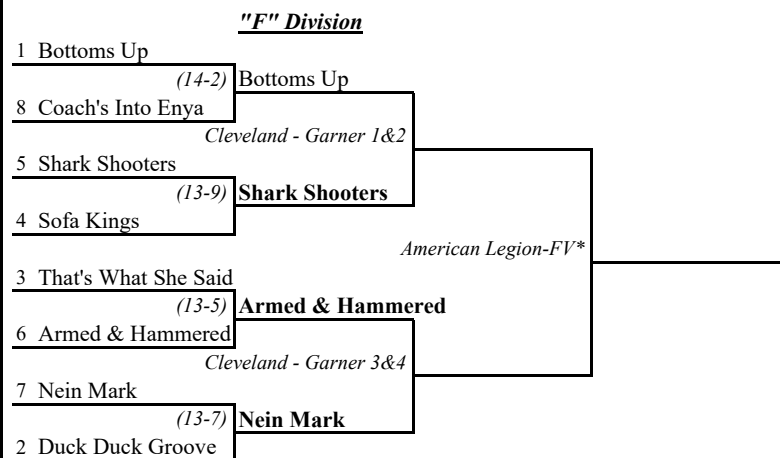 "F" Division
1 Bottoms Up
(14-2) Bottoms Up
8 Coach's Into Enya
Cleveland - Garner 1&2
5 Shark Shooters
(13-9) Shark Shooters
4 Sofa Kings
American Legion-FV*
3 That's What She Said
(13-5) Armed & Hammered
6 Armed & Hammered
Cleveland - Garner 3&4
7 Nein Mark
(13-7) Nein Mark
2 Duck Duck Groove